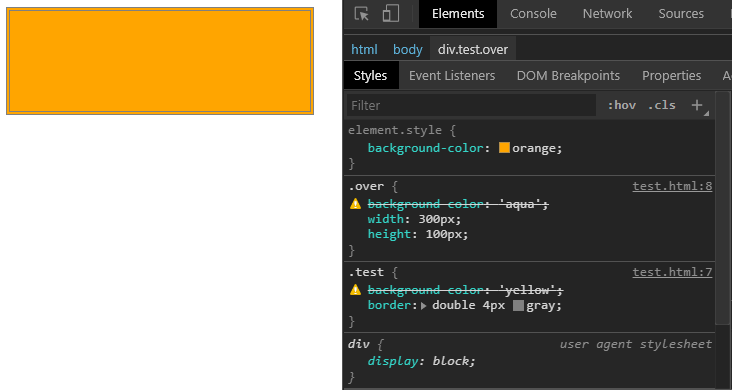 Elements Console Network Sources
html body div.test.over
Styles Event Listeners DOM Breakpoints Properties
Filter :hov .cls +
element.style {
background-color: orange;
}
.over { test.html:8
background-color: 'aqua';
width: 300px;
height: 100px;
}
.test { test.html:7
background-color: 'yellow';
border: double 4px gray;
}
div { user agent stylesheet
display: block;
}